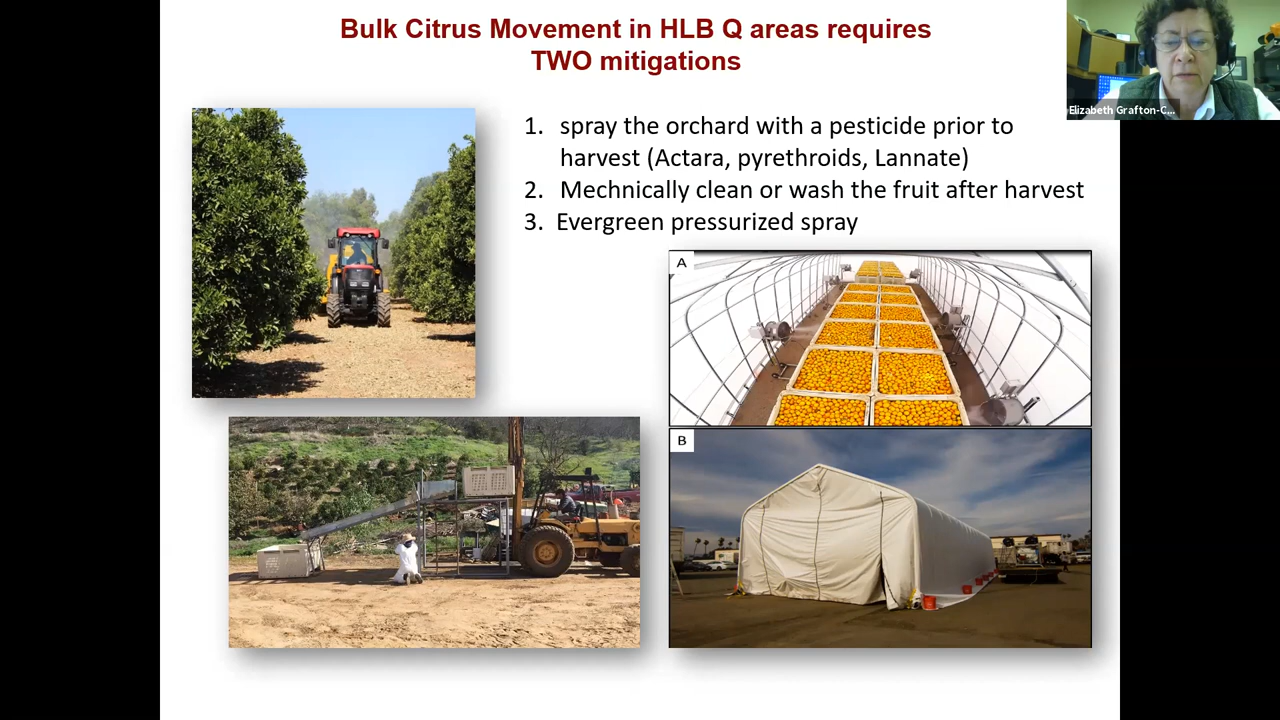 Bulk Citrus Movement in HLB Q areas requires
TWO mitigations
Elizabeth Grafton-C...
1. spray the orchard with a pesticide prior to
harvest (Actara, pyrethroids, Lannate)
2. Mechnically clean or wash the fruit after harvest
3. Evergreen pressurized spray
A
B